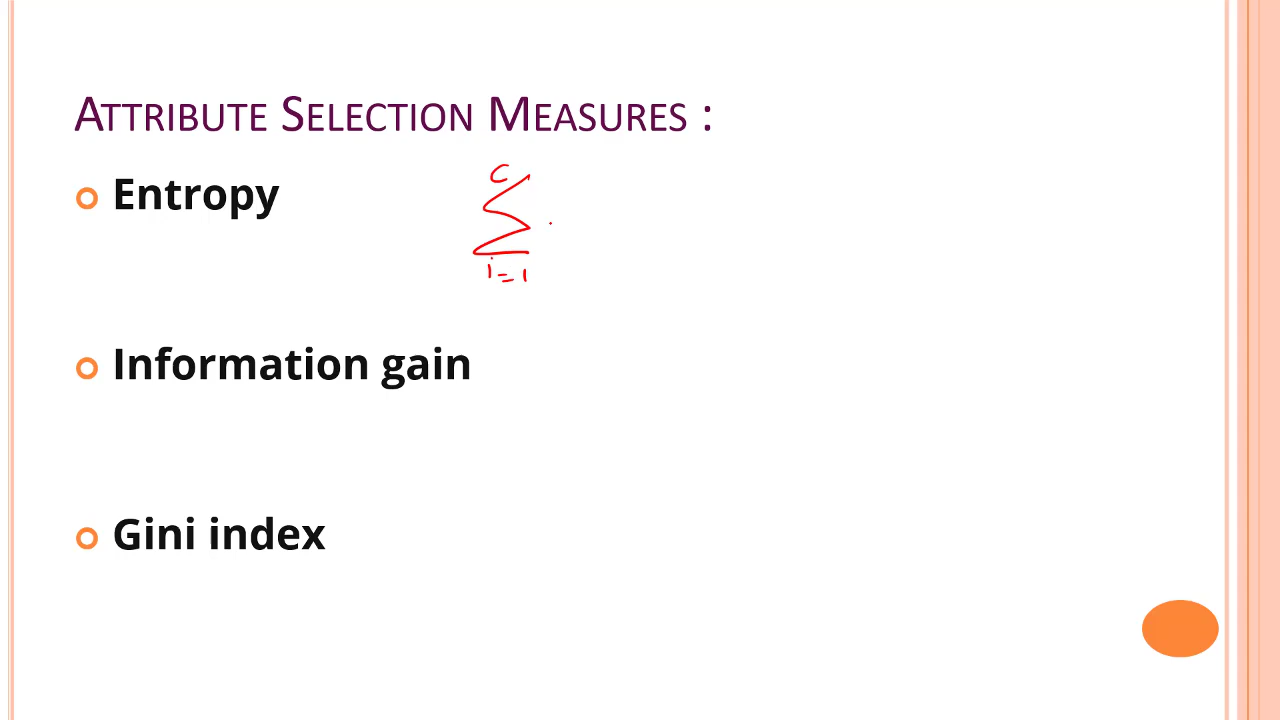 ATTRIBUTE SELECTION MEASURES :
Entropy
c
∑
i=1
Information gain
Gini index